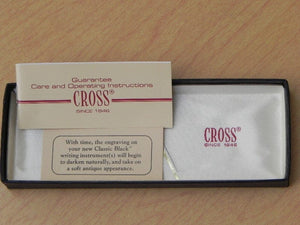 Guarantee
Care and Operating Instructions
CROSS®
SINCE 1846
With time, the engraving on
your new Classic Black™
writing instrument(s) will begin
to darken naturally, and take on
a soft antique appearance.
CROSS®
SINCE 1846